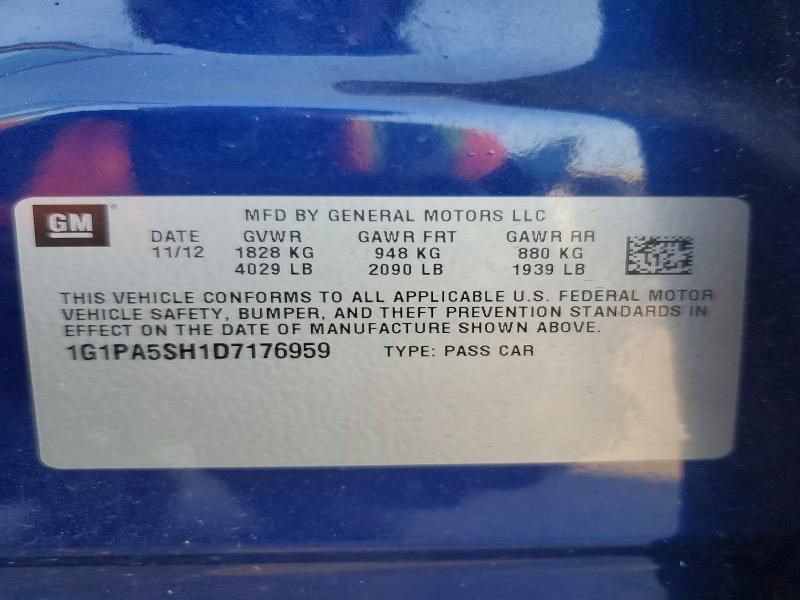 GM®
MFD BY GENERAL MOTORS LLC
DATE GVWR GAWR FRT GAWR RR
11/12 1828 KG 948 KG 880 KG
4029 LB 2090 LB 1939 LB
THIS VEHICLE CONFORMS TO ALL APPLICABLE U.S. FEDERAL MOTOR
VEHICLE SAFETY, BUMPER, AND THEFT PREVENTION STANDARDS IN
EFFECT ON THE DATE OF MANUFACTURE SHOWN ABOVE.
1G1PA5SH1D7176959 TYPE: PASS CAR